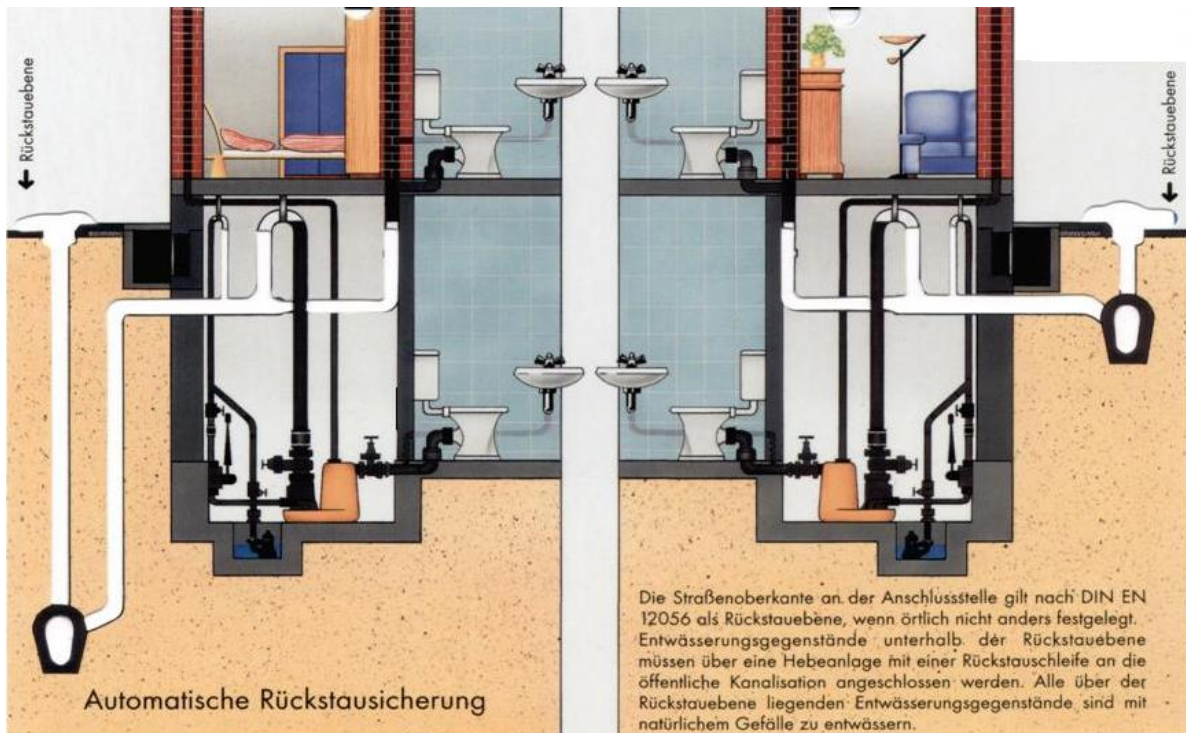 ← Rückstauebene
← Rückstauebene
Automatische Rückstausicherung
Die Straßenoberkante an der Anschlussstelle gilt nach DIN EN
12056 als Rückstauebene, wenn örtlich nicht anders festgelegt.
Entwässerungsgegenstände unterhalb der Rückstauebene
müssen über eine Hebeanlage mit einer Rückstauschleife an die
öffentliche Kanalisation angeschlossen werden. Alle über der
Rückstauebene liegenden Entwässerungsgegenstände sind mit
natürlichem Gefälle zu entwässern.